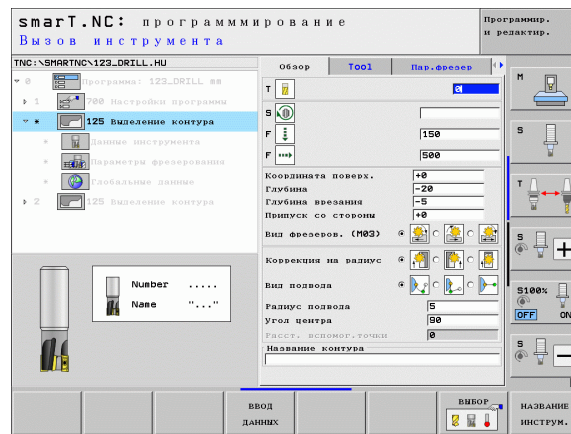 smarT.NC: программмирование
Программир. и редактир.
Вызов инструмента
TNC:\SMARTNC\123_DRILL.HU
0 Программа: 123_DRILL mm
1 700 Настройки программы
* 125 Выделение контура
* Данные инструмента
* Параметры фрезерования
* Глобальные данные
2 125 Выделение контура
Number .....
Name "..."
Обзор Tool Пар.фрезер
T 0
S
F 150
F 500
Координата поверх. +0
Глубина -20
Глубина врезания -5
Припуск со стороны +0
Вид фрезеров. (M03)
Коррекция на радиус
Вид подвода
Радиус подвода 5
Угол центра 90
Расст. вспомог.точки 0
Название контура
M
S
T
S
S100%
OFF ON
S
ВВОД ДАННЫХ
ВЫБОР
НАЗВАНИЕ ИНСТРУМ.